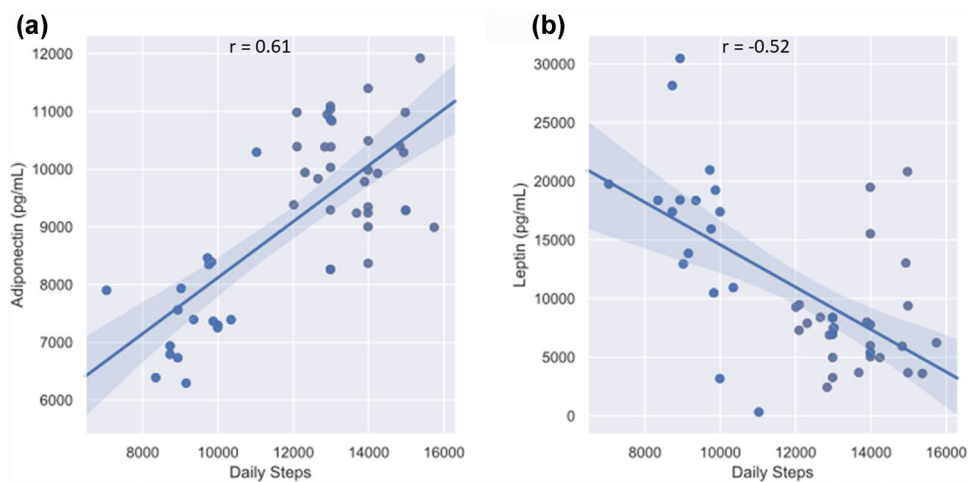 (a)
r = 0.61
12000
11000
10000
9000
8000
7000
6000
Adiponectin (pg/mL)
8000 10000 12000 14000 16000
Daily Steps
(b)
r = -0.52
30000
25000
20000
15000
10000
5000
0
Leptin (pg/mL)
8000 10000 12000 14000 16000
Daily Steps